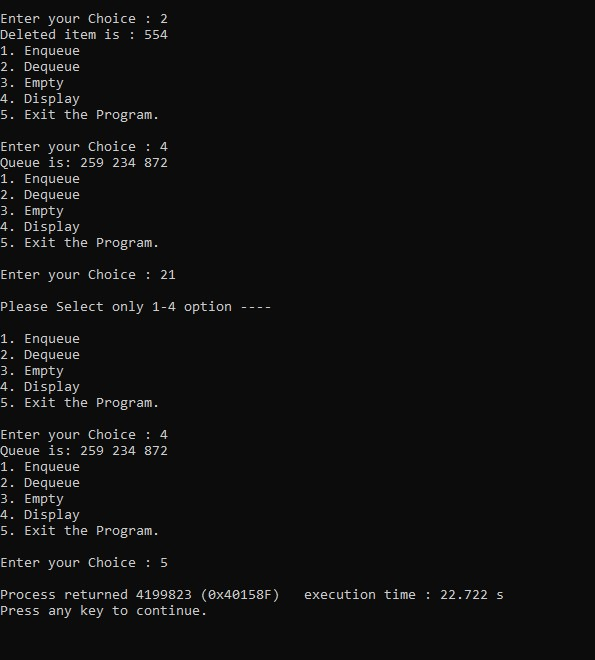 Enter your Choice : 2
Deleted item is : 554
1. Enqueue
2. Dequeue
3. Empty
4. Display
5. Exit the Program.
Enter your Choice : 4
Queue is: 259 234 872
1. Enqueue
2. Dequeue
3. Empty
4. Display
5. Exit the Program.
Enter your Choice : 21
Please Select only 1-4 option ----
1. Enqueue
2. Dequeue
3. Empty
4. Display
5. Exit the Program.
Enter your Choice : 4
Queue is: 259 234 872
1. Enqueue
2. Dequeue
3. Empty
4. Display
5. Exit the Program.
Enter your Choice : 5
Process returned 4199823 (0x40158F)   execution time : 22.722 s
Press any key to continue.